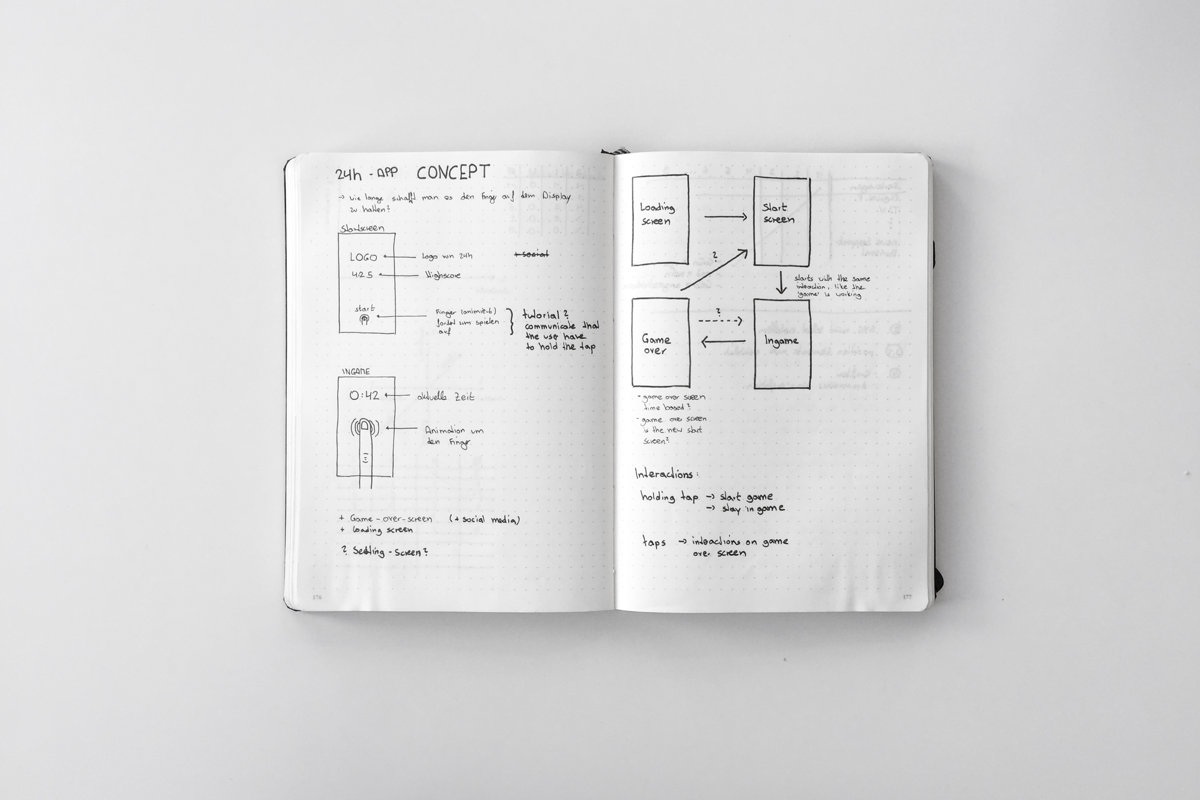 24h - APP CONCEPT
→ wie lange schafft man es den Finger auf dem Display
zu halten?
Startscreen
LOGO ← Logo von 24h
+ social
4:25 ← Highscore
start
Finger (animiert)
fordert zum spielen
auf
tutorial?
communicate that
the use have
to hold the tap
INGAME
0:42 ← aktuelle Zeit
Animation um
den Finger
+ Game-over-screen (+ social media)
+ Loading screen
? Setting-Screen?
276
Loading
screen
Start
screen
?
starts with the same
interaction, like the
'game' is working
Game
over
?
Ingame
- game over screen
time based?
- game over screen
is the new start
screen?
Interactions:
holding tap → start game
→ stay in game
taps → interactions on game
over screen
277